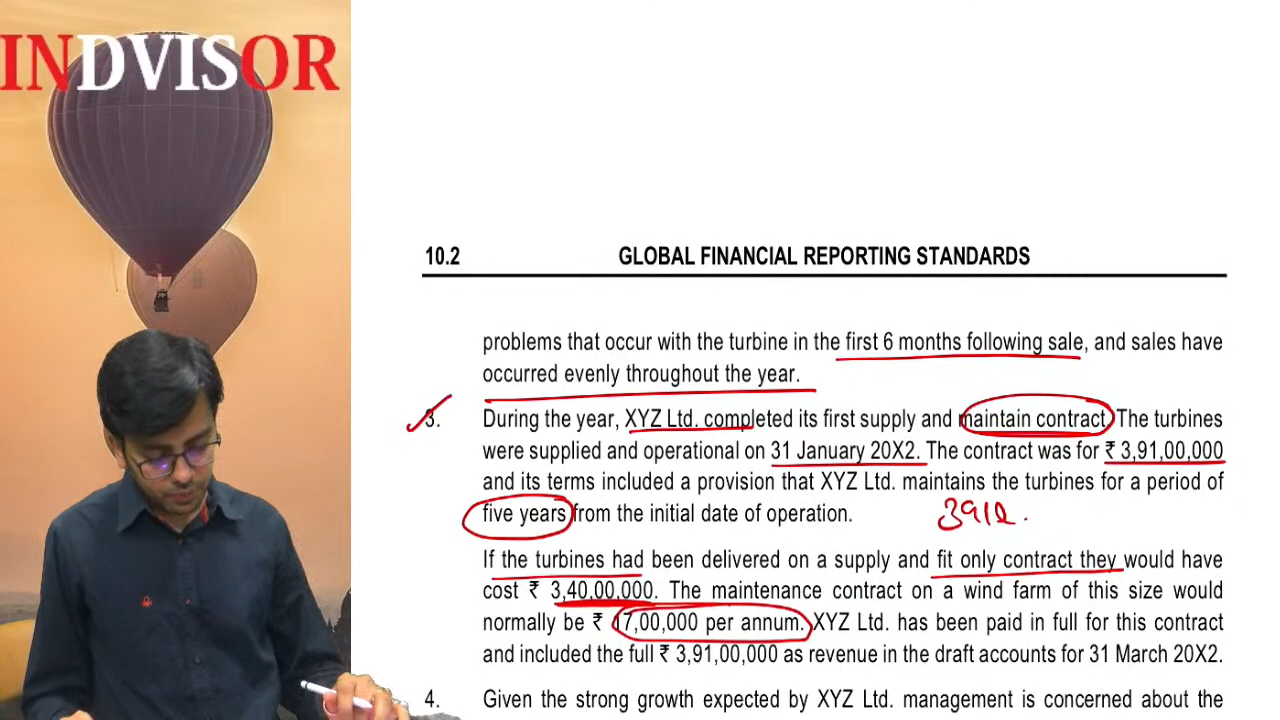 INDVISOR
10.2 GLOBAL FINANCIAL REPORTING STANDARDS
problems that occur with the turbine in the first 6 months following sale, and sales have
occurred evenly throughout the year.
3. During the year, XYZ Ltd. completed its first supply and maintain contract. The turbines
were supplied and operational on 31 January 20X2. The contract was for ₹ 3,91,00,000
and its terms included a provision that XYZ Ltd. maintains the turbines for a period of
five years from the initial date of operation.
If the turbines had been delivered on a supply and fit only contract they would have
cost ₹ 3,40,00,000. The maintenance contract on a wind farm of this size would
normally be ₹ 17,00,000 per annum. XYZ Ltd. has been paid in full for this contract
and included the full ₹ 3,91,00,000 as revenue in the draft accounts for 31 March 20X2.
4. Given the strong growth expected by XYZ Ltd. management is concerned about the